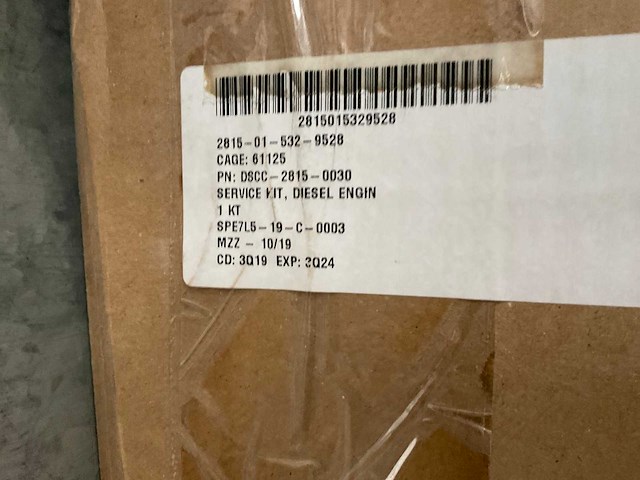 2815015329528
2815-01-532-9528
CAGE: 61125
PN: DSCC-2815-0030
SERVICE KIT, DIESEL ENGIN
1 KT
SPE7L5-19-C-0003
MZZ - 10/19
CD: 3Q19 EXP: 3Q24